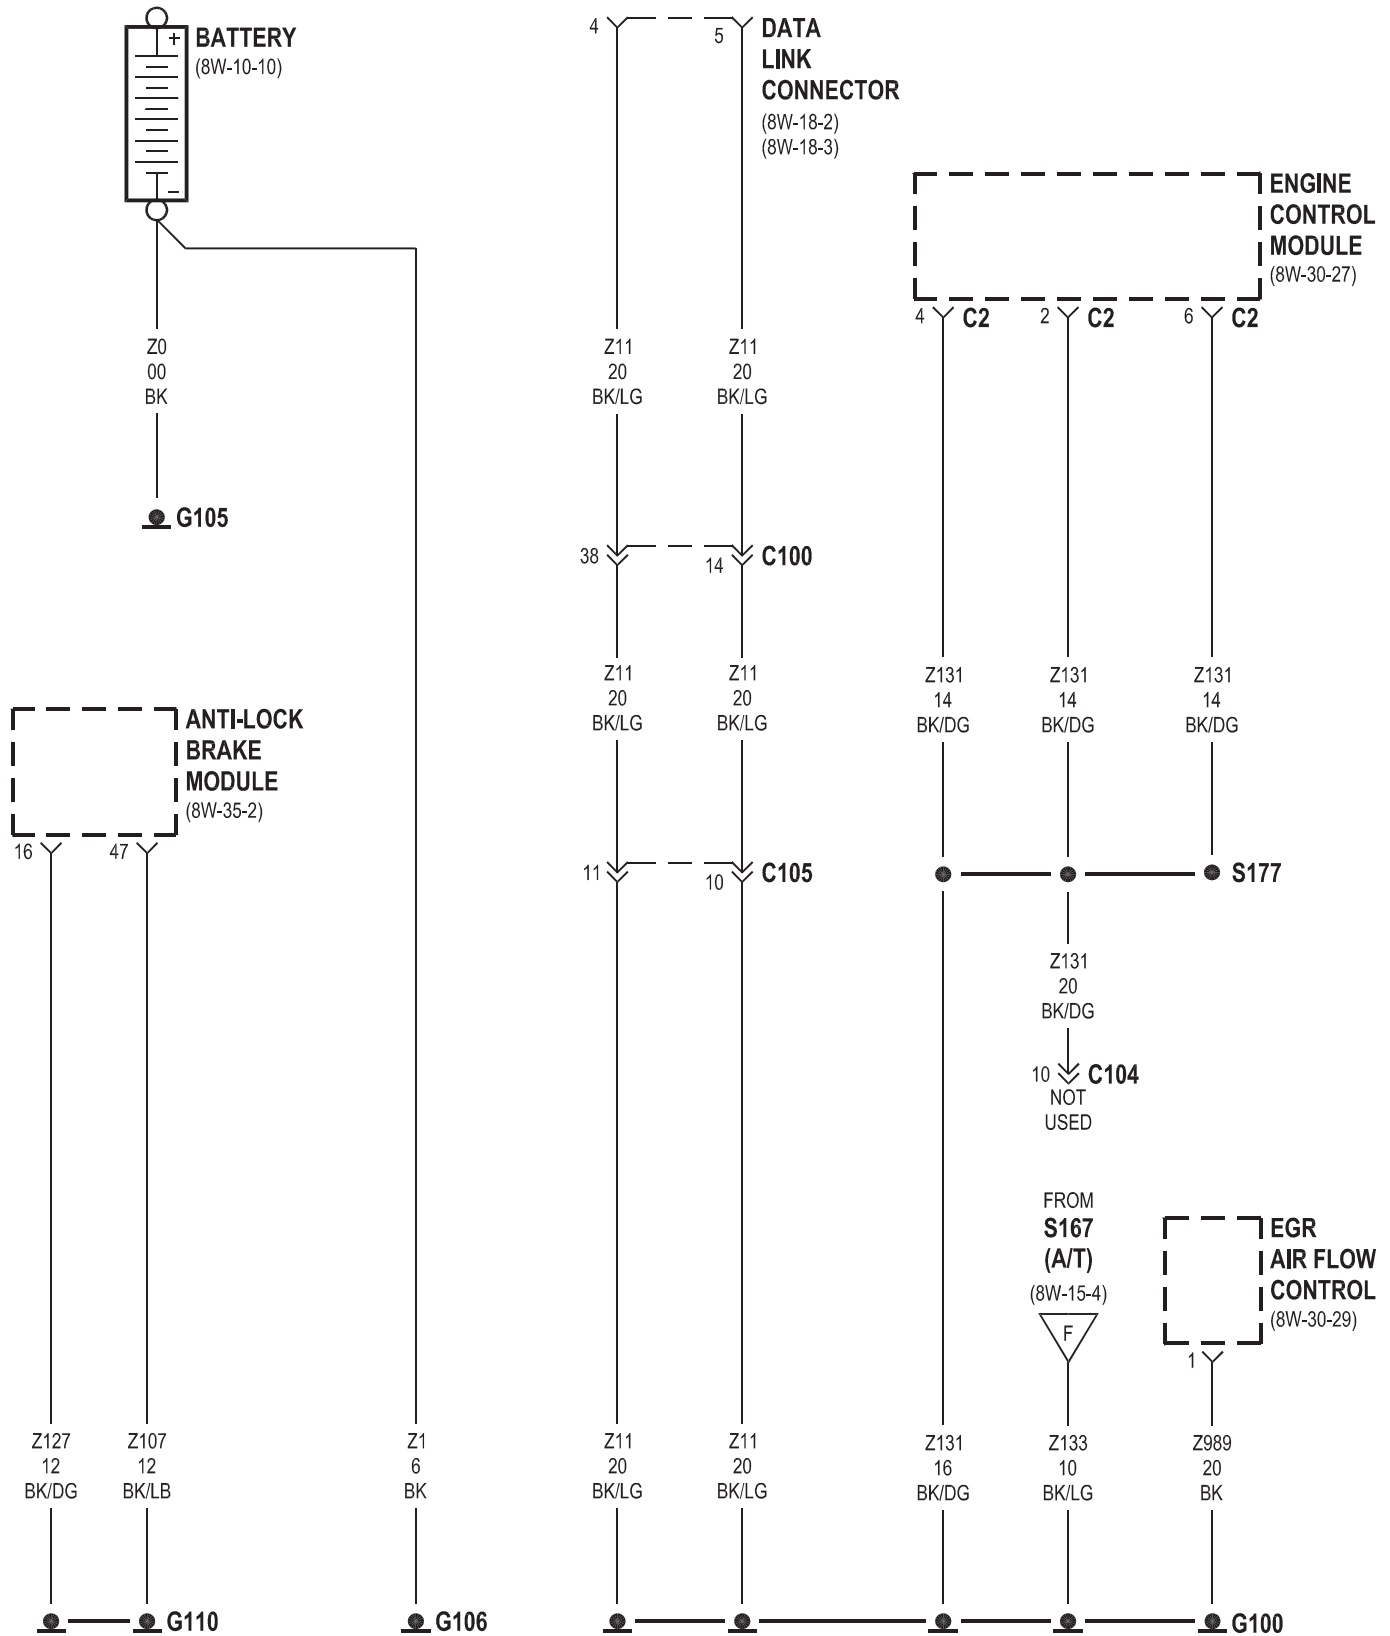 BATTERY
(8W-10-10)
+
–
4
5
DATA
LINK
CONNECTOR
(8W-18-2)
(8W-18-3)
ENGINE
CONTROL
MODULE
(8W-30-27)
4 C2
2 C2
6 C2
Z0
00
BK
Z11
20
BK/LG
Z11
20
BK/LG
G105
38
14
C100
Z11
20
BK/LG
Z11
20
BK/LG
Z131
14
BK/DG
Z131
14
BK/DG
Z131
14
BK/DG
ANTI-LOCK
BRAKE
MODULE
(8W-35-2)
16
47
11
10
C105
S177
Z131
20
BK/DG
10 C104
NOT
USED
FROM
S167
(A/T)
(8W-15-4)
F
EGR
AIR FLOW
CONTROL
(8W-30-29)
1
Z127
12
BK/DG
Z107
12
BK/LB
Z1
6
BK
Z11
20
BK/LG
Z11
20
BK/LG
Z131
16
BK/DG
Z133
10
BK/LG
Z989
20
BK
G110
G106
G100